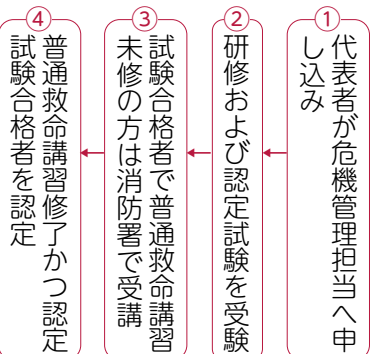 ①
代表者が危機管理担当へ申
し込み
②
研修および認定試験を受験
③
試験合格者で普通救命講習
未修の方は消防署で受講
④
普通救命講習修了かつ認定
試験合格者を認定